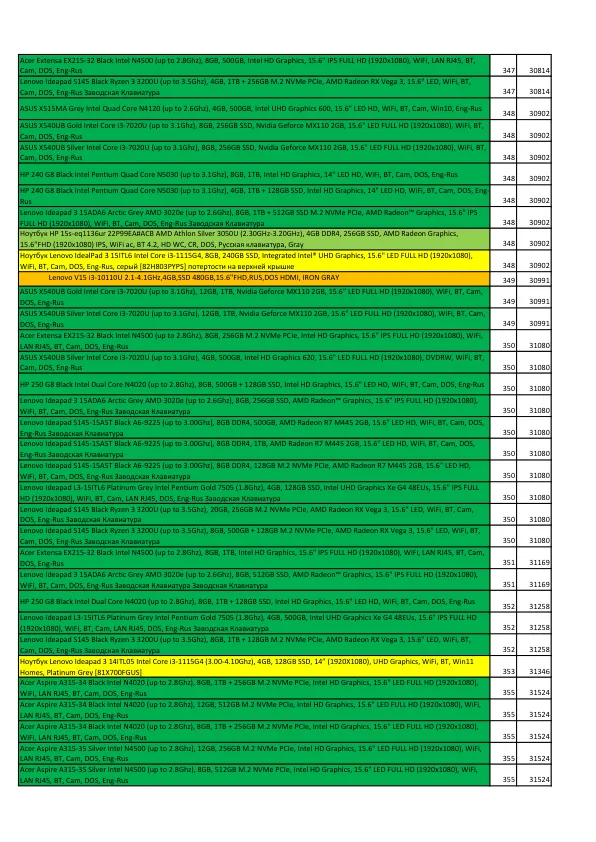 Acer Extensa EX215-32 Black Intel N4500 (up to 2.8Ghz), 8GB, 500GB, Intel HD Graphics, 15.6" IPS FULL HD (1920x1080), WiFi, LAN RJ45, BT,
Cam, DOS, Eng-Rus 347 30814
Lenovo Ideapad S145 Black Ryzen 3 3200U (up to 3.5Ghz), 4GB, 1TB + 256GB M.2 NVMe PCIe, AMD Radeon RX Vega 3, 15.6" LED, WiFi, BT,
Cam, DOS, Eng-Rus Заводская Клавиатура 347 30814
ASUS X515MA Grey Intel Quad Core N4120 (up to 2.6Ghz), 4GB, 500GB, Intel UHD Graphics 600, 15.6" LED HD, WiFi, BT, Cam, Win10, Eng-Rus 348 30902
ASUS X540UB Gold Intel Core i3-7020U (up to 3.1Ghz), 8GB, 256GB SSD, Nvidia Geforce MX110 2GB, 15.6" LED FULL HD (1920x1080), WiFi, BT,
Cam, DOS, Eng-Rus 348 30902
ASUS X540UB Silver Intel Core i3-7020U (up to 3.1Ghz), 8GB, 256GB SSD, Nvidia Geforce MX110 2GB, 15.6" LED FULL HD (1920x1080), WiFi, BT,
Cam, DOS, Eng-Rus 348 30902
HP 240 G8 Black Intel Pentium Quad Core N5030 (up to 3.1Ghz), 8GB, 1TB, Intel HD Graphics, 14" LED HD, WiFi, BT, Cam, DOS, Eng-Rus 348 30902
HP 240 G8 Black Intel Pentium Quad Core N5030 (up to 3.1Ghz), 4GB, 1TB + 128GB SSD, Intel HD Graphics, 14" LED HD, WiFi, BT, Cam, DOS, Eng-
Rus 348 30902
Lenovo Ideapad 3 15ADA6 Arctic Grey AMD 3020e (up to 2.6Ghz), 8GB, 1TB + 512GB SSD M.2 NVMe PCIe, AMD Radeon™ Graphics, 15.6" IPS
FULL HD (1920x1080), WiFi, BT, Cam, DOS, Eng-Rus Заводская Клавиатура 348 30902
Ноутбук HP 15s-eq1136ur 22P99EA#ACB AMD Athlon Silver 3050U (2.30GHz-3.20GHz), 4GB DDR4, 256GB SSD, AMD Radeon Graphics,
15.6"FHD (1920x1080) IPS, WiFi ac, BT 4.2, HD WC, CR, DOS, Русская клавиатура, Gray 348 30902
Ноутбук Lenovo IdealPad 3 15ITL6 Intel Core i3-1115G4, 8GB, 240GB SSD, Integrated Intel® UHD Graphics, 15.6" LED FULL HD (1920x1080),
WiFi, BT, Cam, DOS, Eng-Rus, серый [82HB03PYPS] потертости на верхней крышке 348 30902
Lenovo V15 i3-10110U 2.1-4.1GHz,4GB,SSD 480GB,15.6"FHD,RUS,DOS HDMI, IRON GRAY 349 30991
ASUS X540UB Gold Intel Core i3-7020U (up to 3.1Ghz), 12GB, 1TB, Nvidia Geforce MX110 2GB, 15.6" LED FULL HD (1920x1080), WiFi, BT, Cam,
DOS, Eng-Rus 349 30991
ASUS X540UB Silver Intel Core i3-7020U (up to 3.1Ghz), 12GB, 1TB, Nvidia Geforce MX110 2GB, 15.6" LED FULL HD (1920x1080), WiFi, BT, Cam,
DOS, Eng-Rus 349 30991
Acer Extensa EX215-32 Black Intel N4500 (up to 2.8Ghz), 8GB, 256GB M.2 NVMe PCIe, Intel HD Graphics, 15.6" IPS FULL HD (1920x1080), WiFi,
LAN RJ45, BT, Cam, DOS, Eng-Rus 350 31080
ASUS X540UB Silver Intel Core i3-7020U (up to 3.1Ghz), 4GB, 500GB, Intel HD Graphics 620, 15.6" LED FULL HD (1920x1080), DVDRW, WiFi, BT,
Cam, DOS, Eng-Rus 350 31080
HP 250 G8 Black Intel Dual Core N4020 (up to 2.8Ghz), 8GB, 500GB + 128GB SSD, Intel HD Graphics, 15.6" LED HD, WiFi, BT, Cam, DOS, Eng-Rus 350 31080
Lenovo Ideapad 3 15ADA6 Arctic Grey AMD 3020e (up to 2.6Ghz), 8GB, 256GB SSD, AMD Radeon™ Graphics, 15.6" IPS FULL HD (1920x1080),
WiFi, BT, Cam, DOS, Eng-Rus Заводская Клавиатура 350 31080
Lenovo Ideapad S145-15AST Black A6-9225 (up to 3.00Ghz), 8GB DDR4, 500GB, AMD Radeon R7 M445 2GB, 15.6" LED HD, WiFi, BT, Cam, DOS,
Eng-Rus Заводская Клавиатура 350 31080
Lenovo Ideapad S145-15AST Black A6-9225 (up to 3.00Ghz), 8GB DDR4, 1TB, AMD Radeon R7 M445 2GB, 15.6" LED HD, WiFi, BT, Cam, DOS,
Eng-Rus Заводская Клавиатура 350 31080
Lenovo Ideapad S145-15AST Black A6-9225 (up to 3.00Ghz), 8GB DDR4, 128GB M.2 NVMe PCIe, AMD Radeon R7 M445 2GB, 15.6" LED HD,
WiFi, BT, Cam, DOS, Eng-Rus Заводская Клавиатура 350 31080
Lenovo Ideapad L3-15ITL6 Platinum Grey Intel Pentium Gold 7505 (1.8Ghz), 4GB, 128GB SSD, Intel UHD Graphics Xe G4 48EUs, 15.6" IPS FULL
HD (1920x1080), WiFi, BT, Cam, LAN RJ45, DOS, Eng-Rus Заводская Клавиатура 350 31080
Lenovo Ideapad S145 Black Ryzen 3 3200U (up to 3.5Ghz), 20GB, 256GB M.2 NVMe PCIe, AMD Radeon RX Vega 3, 15.6" LED, WiFi, BT, Cam,
DOS, Eng-Rus Заводская Клавиатура 350 31080
Lenovo Ideapad S145 Black Ryzen 3 3200U (up to 3.5Ghz), 8GB, 500GB + 128GB M.2 NVMe PCIe, AMD Radeon RX Vega 3, 15.6" LED, WiFi, BT,
Cam, DOS, Eng-Rus Заводская Клавиатура 350 31080
Acer Extensa EX215-32 Black Intel N4500 (up to 2.8Ghz), 8GB, 1TB, Intel HD Graphics, 15.6" IPS FULL HD (1920x1080), WiFi, LAN RJ45, BT, Cam,
DOS, Eng-Rus 351 31169
Lenovo Ideapad 3 15ADA6 Arctic Grey AMD 3020e (up to 2.6Ghz), 8GB, 512GB SSD, AMD Radeon™ Graphics, 15.6" IPS FULL HD (1920x1080),
WiFi, BT, Cam, DOS, Eng-Rus Заводская Клавиатура Заводская Клавиатура 351 31169
HP 250 G8 Black Intel Dual Core N4020 (up to 2.8Ghz), 8GB, 1TB + 128GB SSD, Intel HD Graphics, 15.6" LED HD, WiFi, BT, Cam, DOS, Eng-Rus 352 31258
Lenovo Ideapad L3-15ITL6 Platinum Grey Intel Pentium Gold 7505 (1.8Ghz), 4GB, 500GB, Intel UHD Graphics Xe G4 48EUs, 15.6" IPS FULL HD
(1920x1080), WiFi, BT, Cam, LAN RJ45, DOS, Eng-Rus Заводская Клавиатура 352 31258
Lenovo Ideapad S145 Black Ryzen 3 3200U (up to 3.5Ghz), 8GB, 1TB + 128GB M.2 NVMe PCIe, AMD Radeon RX Vega 3, 15.6" LED, WiFi, BT,
Cam, DOS, Eng-Rus Заводская Клавиатура 352 31258
Ноутбук Lenovo Ideapad 3 14ITL05 Intel Core i3-1115G4 (3.00-4.10Ghz), 4GB, 128GB SSD, 14” (1920X1080), UHD Graphics, WiFi, BT, Win11
Homes, Platinum Grey [81X700FGUS] 353 31346
Acer Aspire A315-34 Black Intel N4020 (up to 2.8Ghz), 8GB, 1TB + 256GB M.2 NVMe PCIe, Intel HD Graphics, 15.6" LED FULL HD (1920x1080),
WiFi, LAN RJ45, BT, Cam, DOS, Eng-Rus 355 31524
Acer Aspire A315-34 Black Intel N4020 (up to 2.8Ghz), 12GB, 512GB M.2 NVMe PCIe, Intel HD Graphics, 15.6" LED FULL HD (1920x1080), WiFi,
LAN RJ45, BT, Cam, DOS, Eng-Rus 355 31524
Acer Aspire A315-34 Black Intel N4020 (up to 2.8Ghz), 8GB, 1TB + 256GB M.2 NVMe PCIe, Intel HD Graphics, 15.6" LED FULL HD (1920x1080),
WiFi, LAN RJ45, BT, Cam, DOS, Eng-Rus 355 31524
Acer Aspire A315-35 Silver Intel N4500 (up to 2.8Ghz), 12GB, 256GB M.2 NVMe PCIe, Intel HD Graphics, 15.6" LED FULL HD (1920x1080), WiFi,
LAN RJ45, BT, Cam, DOS, Eng-Rus 355 31524
Acer Aspire A315-35 Silver Intel N4500 (up to 2.8Ghz), 8GB, 512GB M.2 NVMe PCIe, Intel HD Graphics, 15.6" LED FULL HD (1920x1080), WiFi,
LAN RJ45, BT, Cam, DOS, Eng-Rus 355 31524